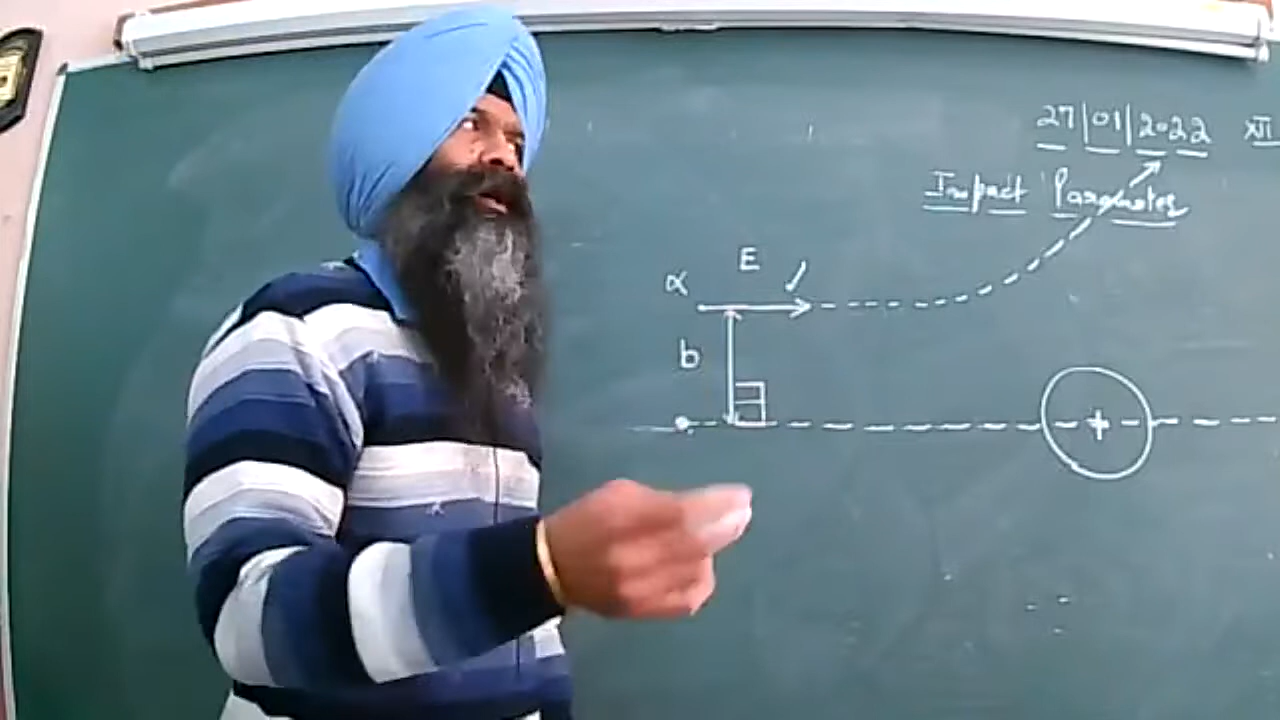 27|01|2022 XII
Impact Parameter
E
α
b
+